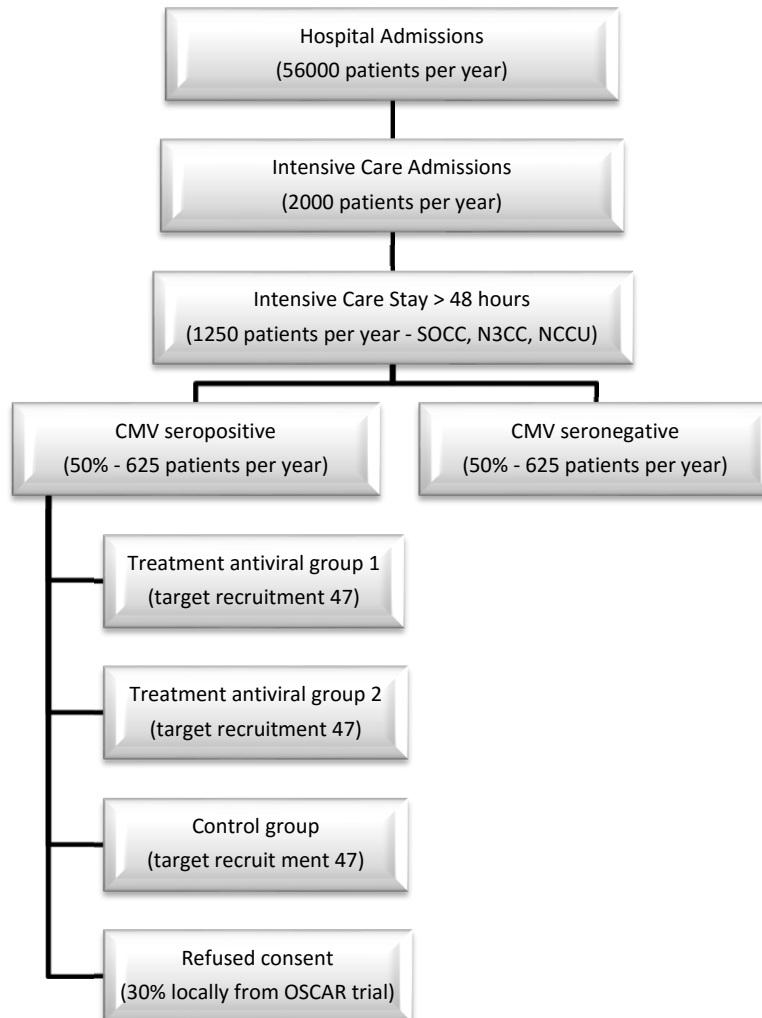 Hospital Admissions
(56000 patients per year)
Intensive Care Admissions
(2000 patients per year)
Intensive Care Stay > 48 hours
(1250 patients per year - SOCC, N3CC, NCCU)
CMV seropositive
(50% - 625 patients per year)
CMV seronegative
(50% - 625 patients per year)
Treatment antiviral group 1
(target recruitment 47)
Treatment antiviral group 2
(target recruitment 47)
Control group
(target recruit ment 47)
Refused consent
(30% locally from OSCAR trial)